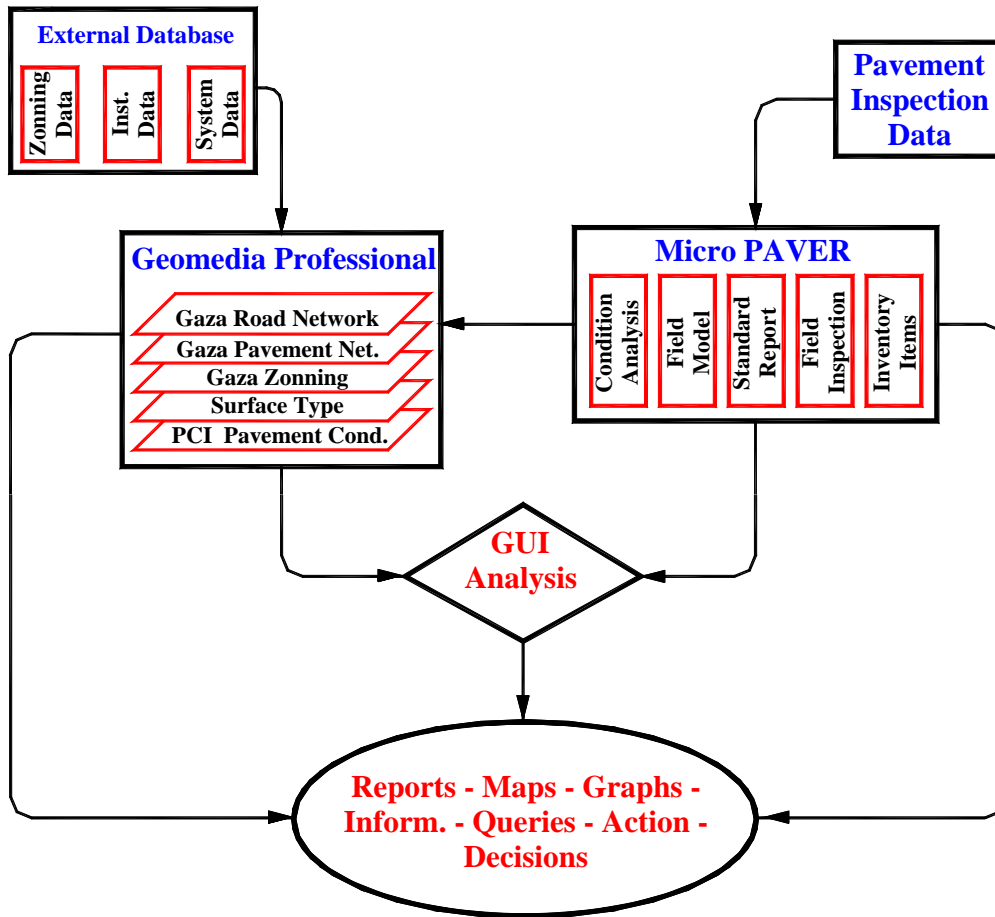 External Database
Zonning
Data
Inst.
Data
System
Data
Pavement
Inspection
Data
Geomedia Professional
Gaza Road Network
Gaza Pavement Net.
Gaza Zonning
Surface Type
PCI Pavement Cond.
Micro PAVER
Condition
Analysis
Field
Model
Standard
Report
Field
Inspection
Inventory
Items
GUI
Analysis
Reports - Maps - Graphs -
Inform. - Queries - Action -
Decisions